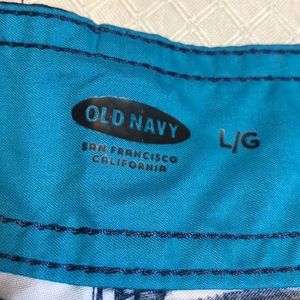 OLD NAVY
L/G
SAN FRANCISCO
CALIFORNIA